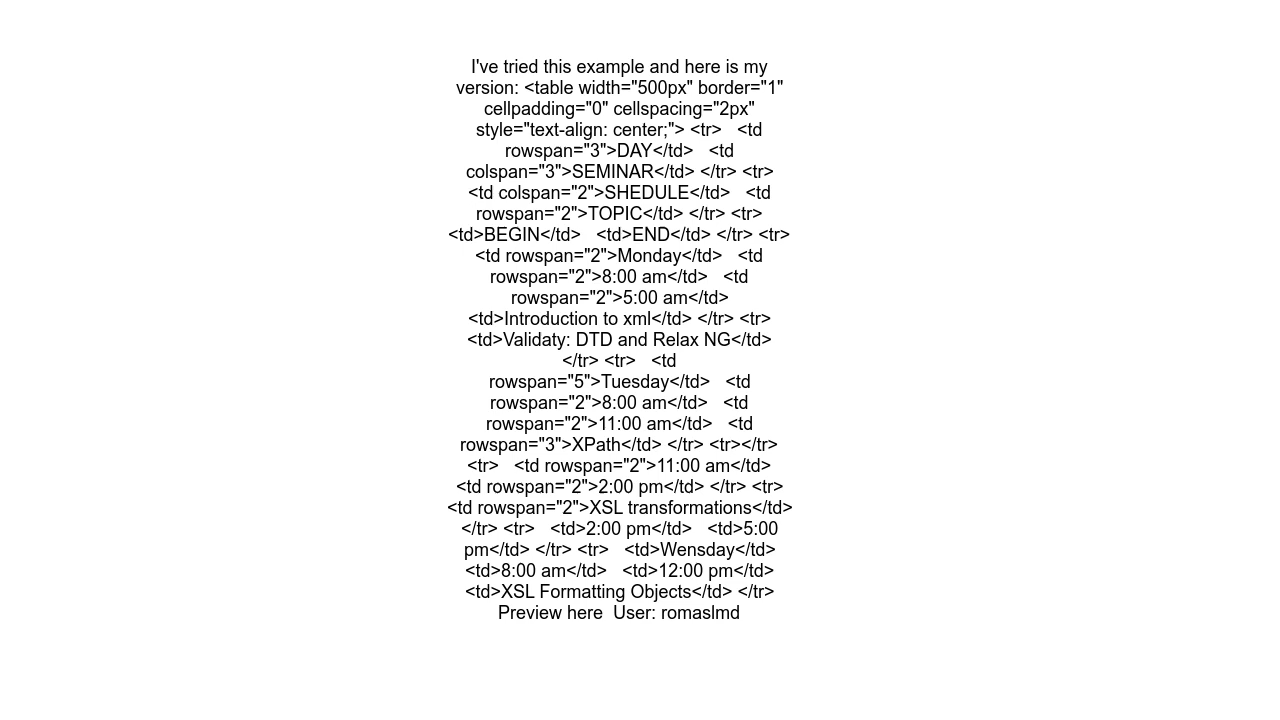 I've tried this example and here is my
version: <table width="500px" border="1"
cellpadding="0" cellspacing="2px"
style="text-align: center;"> <tr>   <td
rowspan="3">DAY</td>   <td
colspan="3">SEMINAR</td> </tr> <tr>
<td colspan="2">SHEDULE</td>   <td
rowspan="2">TOPIC</td> </tr> <tr>
<td>BEGIN</td>   <td>END</td> </tr> <tr>
<td rowspan="2">Monday</td>   <td
rowspan="2">8:00 am</td>   <td
rowspan="2">5:00 am</td>
<td>Introduction to xml</td> </tr> <tr>
<td>Validaty: DTD and Relax NG</td>
</tr> <tr>   <td
rowspan="5">Tuesday</td>   <td
rowspan="2">8:00 am</td>   <td
rowspan="2">11:00 am</td>   <td
rowspan="3">XPath</td> </tr> <tr></tr>
<tr>   <td rowspan="2">11:00 am</td>
<td rowspan="2">2:00 pm</td> </tr> <tr>
<td rowspan="2">XSL transformations</td>
</tr> <tr>   <td>2:00 pm</td>   <td>5:00
pm</td> </tr> <tr>   <td>Wensday</td>
<td>8:00 am</td>   <td>12:00 pm</td>
<td>XSL Formatting Objects</td> </tr>
Preview here  User: romaslmd